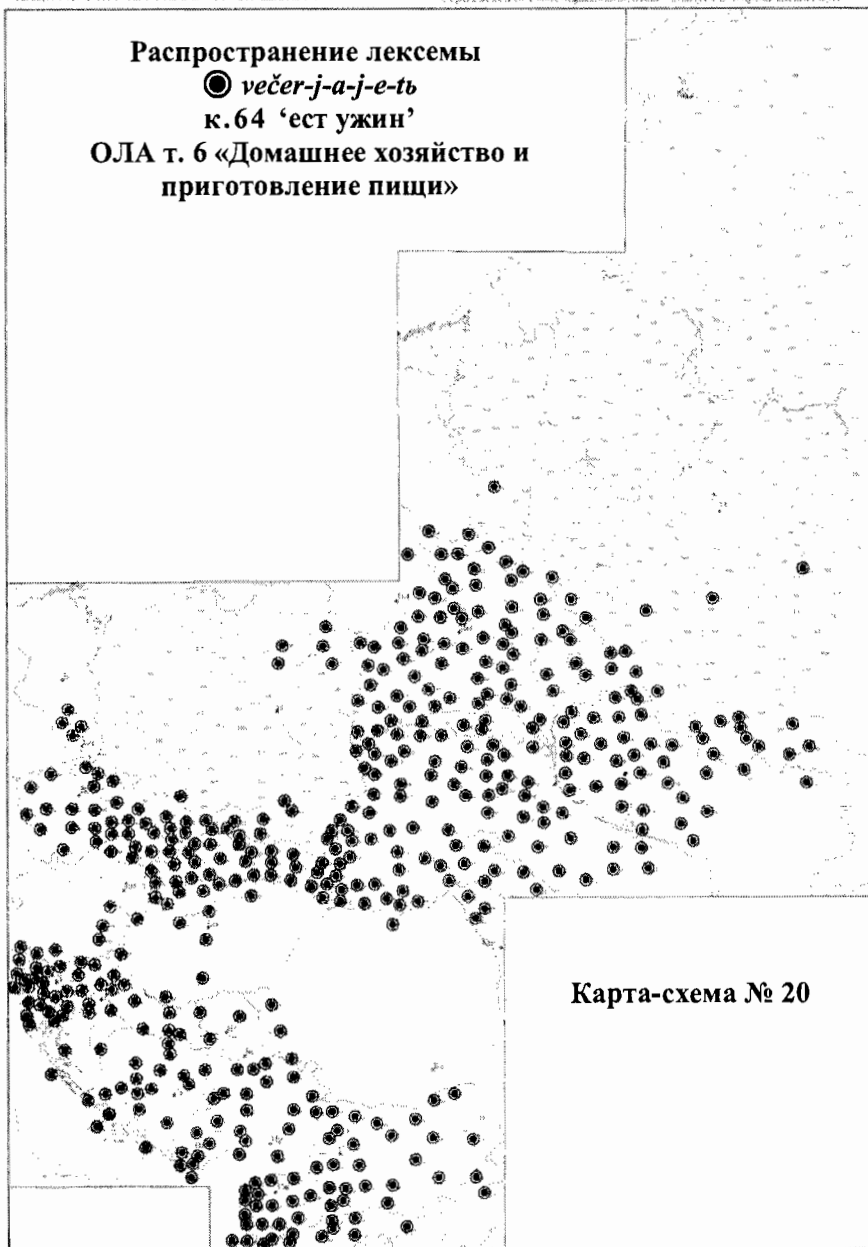 Распространение лексемы
večer-j-a-j-e-tь
к.64 ‘ест ужин’
ОЛА т. 6 «Домашнее хозяйство и
приготовление пищи»
Карта-схема № 20